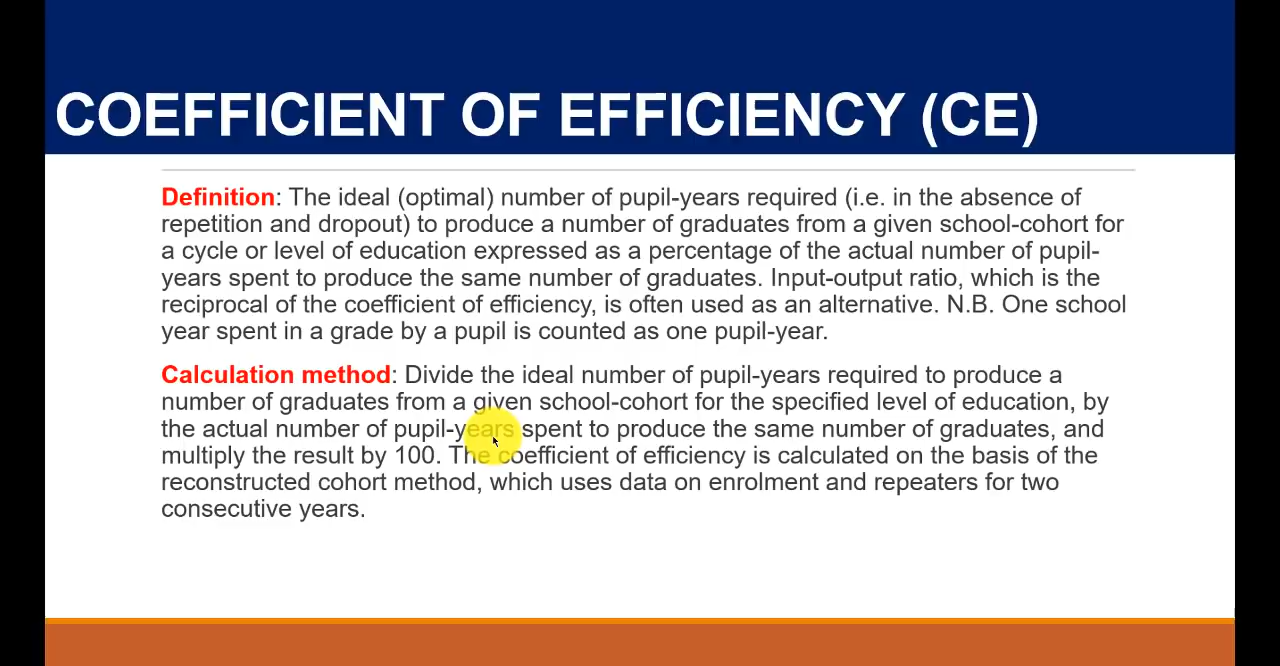 COEFFICIENT OF EFFICIENCY (CE)
Definition: The ideal (optimal) number of pupil-years required (i.e. in the absence of
repetition and dropout) to produce a number of graduates from a given school-cohort for
a cycle or level of education expressed as a percentage of the actual number of pupil-
years spent to produce the same number of graduates. Input-output ratio, which is the
reciprocal of the coefficient of efficiency, is often used as an alternative. N.B. One school
year spent in a grade by a pupil is counted as one pupil-year.
Calculation method: Divide the ideal number of pupil-years required to produce a
number of graduates from a given school-cohort for the specified level of education, by
the actual number of pupil-years spent to produce the same number of graduates, and
multiply the result by 100. The coefficient of efficiency is calculated on the basis of the
reconstructed cohort method, which uses data on enrolment and repeaters for two
consecutive years.